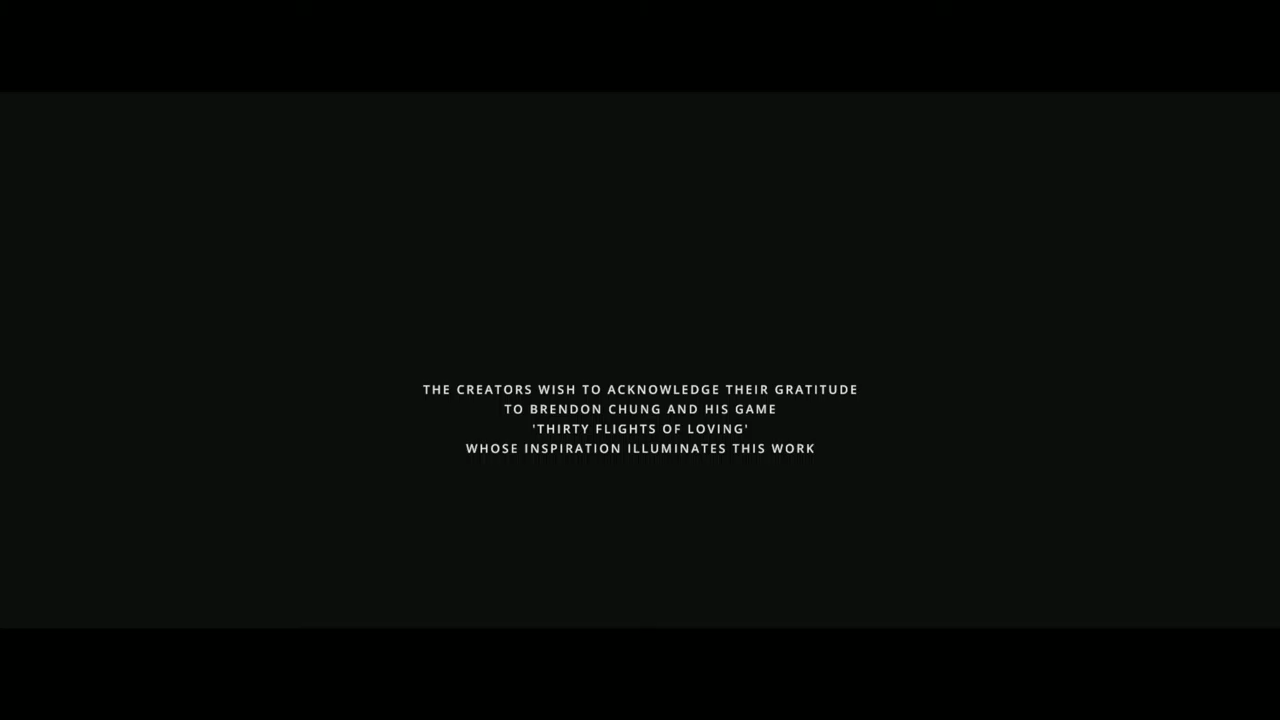 THE CREATORS WISH TO ACKNOWLEDGE THEIR GRATITUDE
TO BRENDON CHUNG AND HIS GAME
'THIRTY FLIGHTS OF LOVING'
WHOSE INSPIRATION ILLUMINATES THIS WORK